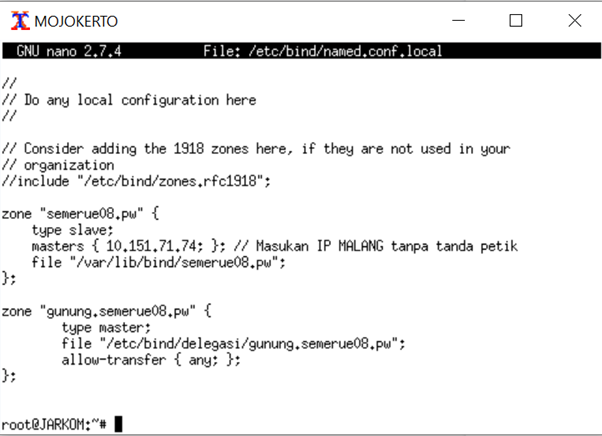 MOJOKERTO
GNU nano 2.7.4 File: /etc/bind/named.conf.local
//
// Do any local configuration here
//
// Consider adding the 1918 zones here, if they are not used in your
// organization
//include "/etc/bind/zones.rfc1918";
zone "semerue08.pw" {
type slave;
masters { 10.151.71.74; }; // Masukan IP MALANG tanpa tanda petik
file "/var/lib/bind/semerue08.pw";
};
zone "gunung.semerue08.pw" {
type master;
file "/etc/bind/delegasi/gunung.semerue08.pw";
allow-transfer { any; };
};
root@JARKOM:~#